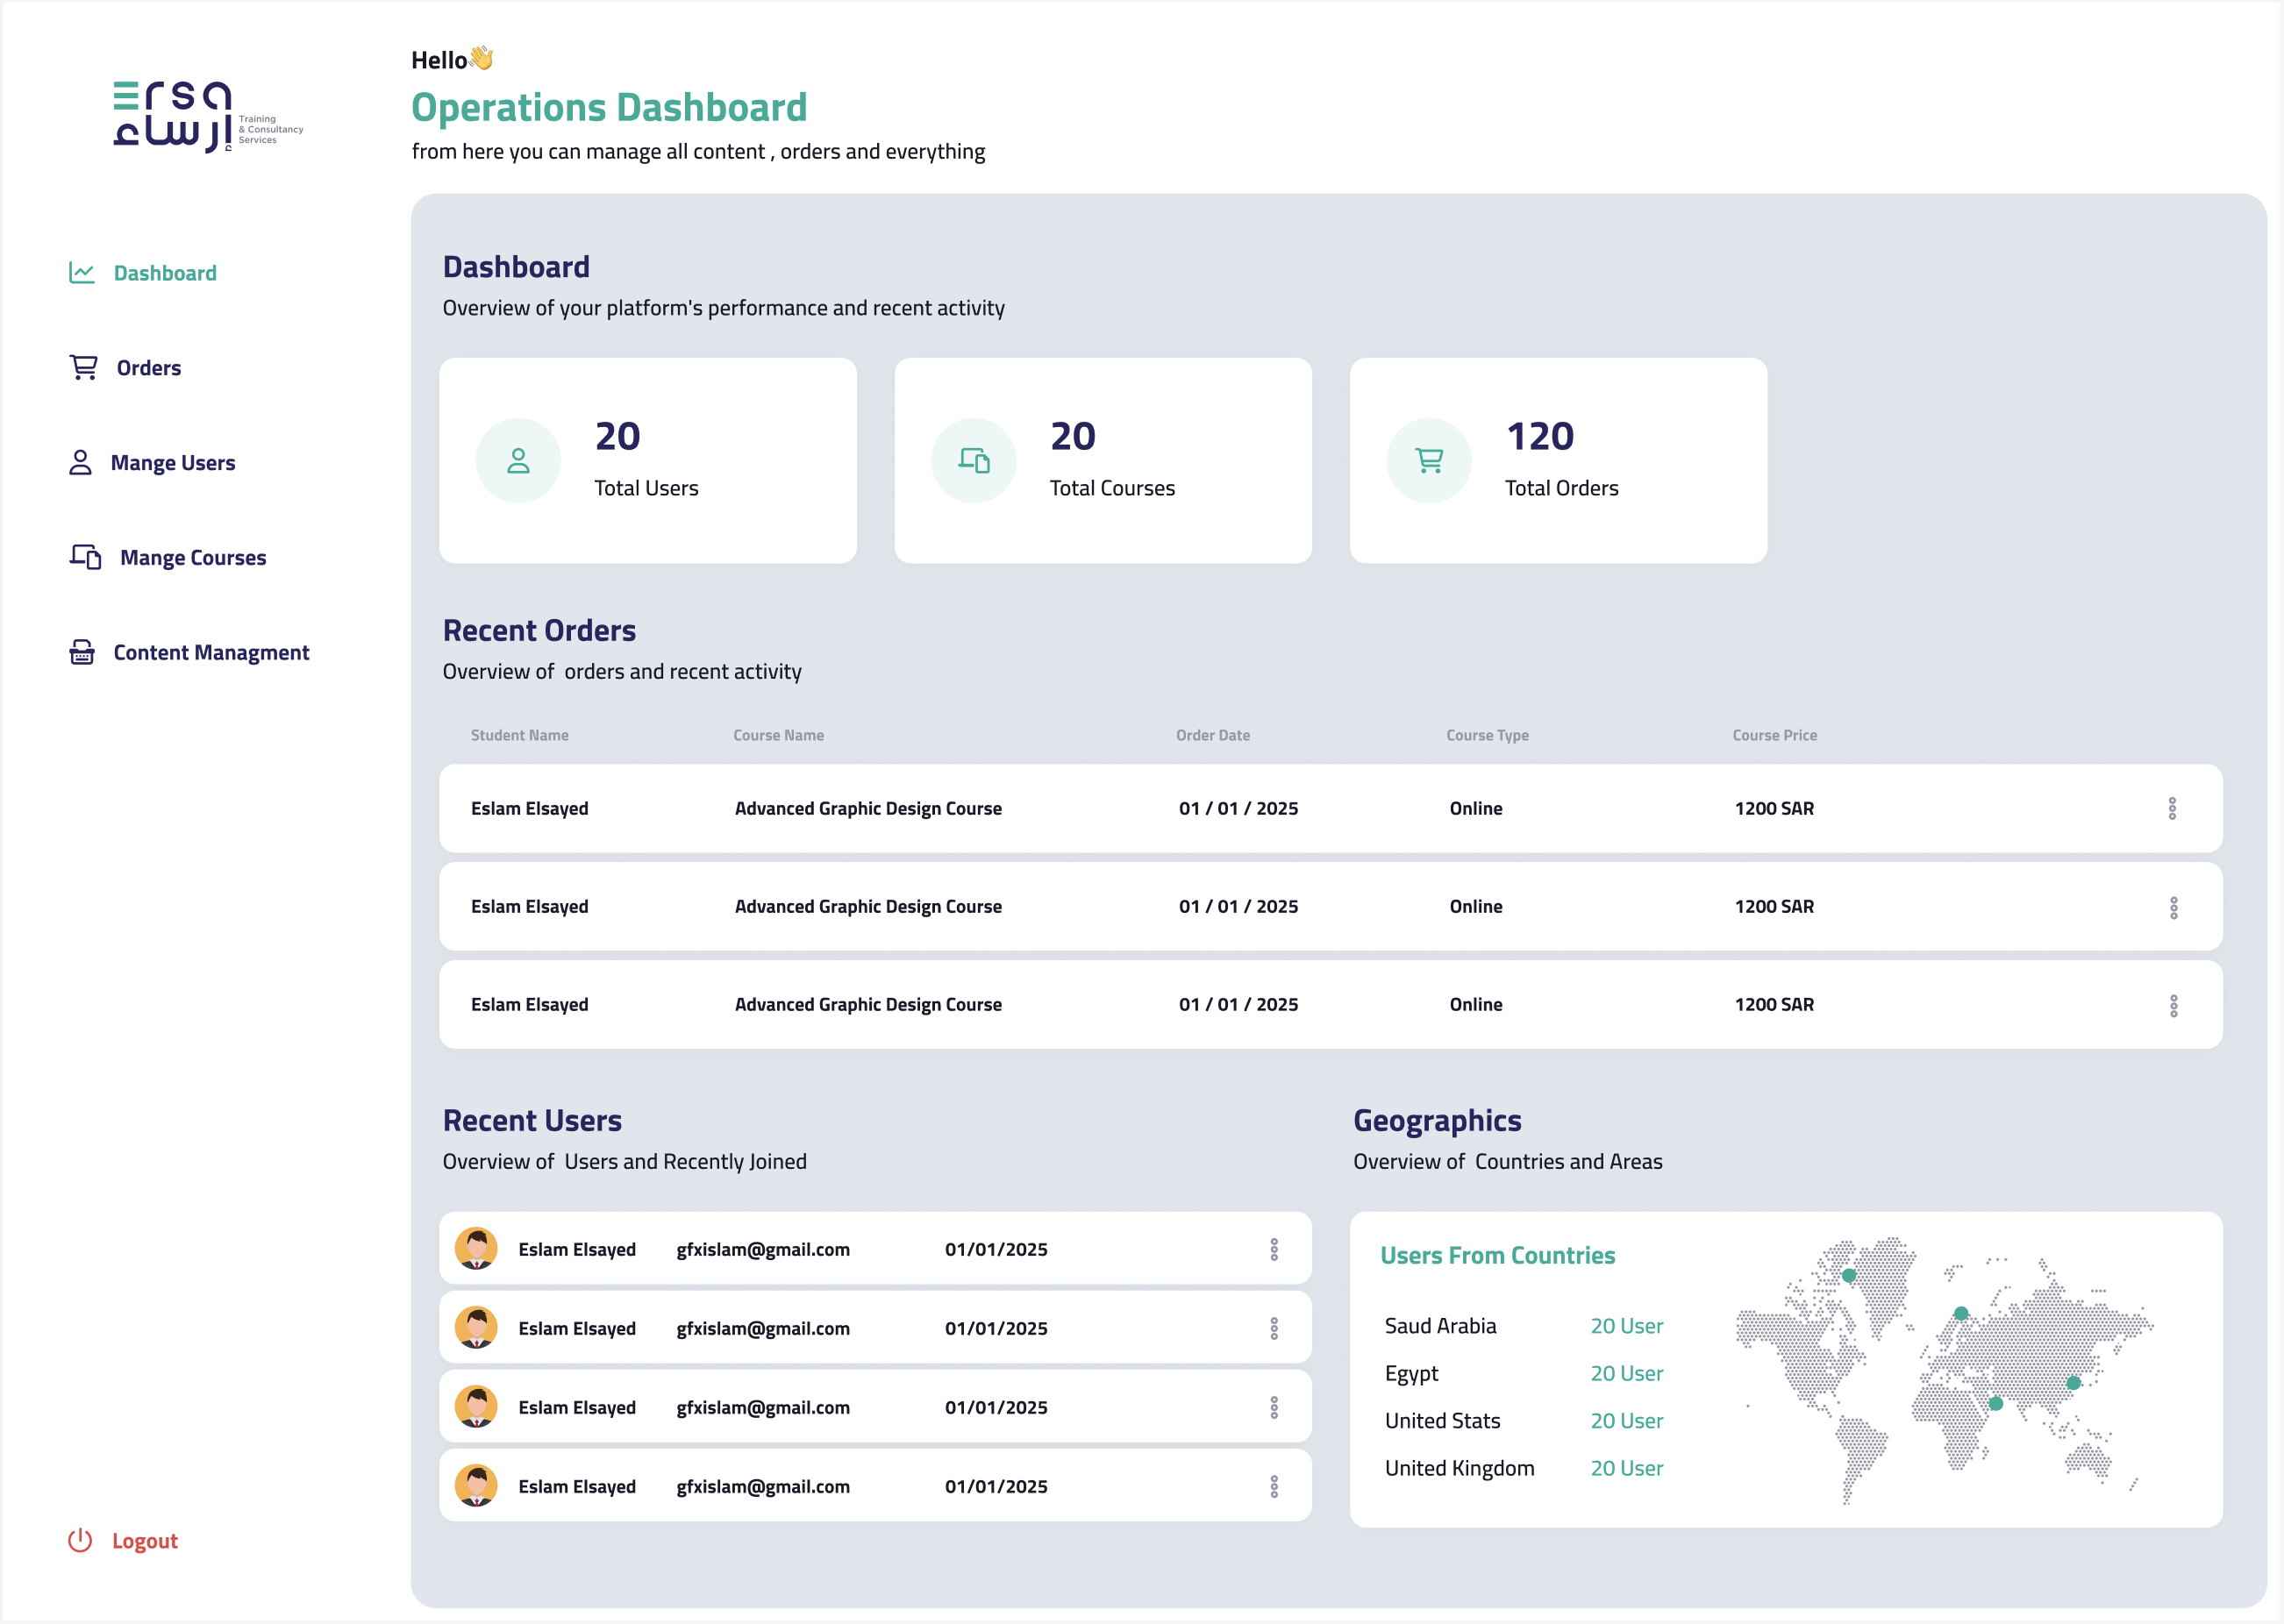 Ersa
إرساء
Training
& Consultancy
Services
Hello👋
Operations Dashboard
from here you can manage all content , orders and everything
Dashboard
Orders
Mange Users
Mange Courses
Content Managment
Logout
Dashboard
Overview of your platform's performance and recent activity
20
Total Users
20
Total Courses
120
Total Orders
Recent Orders
Overview of  orders and recent activity
Student Name Course Name Order Date Course Type Course Price
Eslam Elsayed Advanced Graphic Design Course 01 / 01 / 2025 Online 1200 SAR
Eslam Elsayed Advanced Graphic Design Course 01 / 01 / 2025 Online 1200 SAR
Eslam Elsayed Advanced Graphic Design Course 01 / 01 / 2025 Online 1200 SAR
Recent Users
Overview of  Users and Recently Joined
Eslam Elsayed gfxislam@gmail.com 01/01/2025
Eslam Elsayed gfxislam@gmail.com 01/01/2025
Eslam Elsayed gfxislam@gmail.com 01/01/2025
Eslam Elsayed gfxislam@gmail.com 01/01/2025
Geographics
Overview of  Countries and Areas
Users From Countries
Saud Arabia 20 User
Egypt 20 User
United Stats 20 User
United Kingdom 20 User